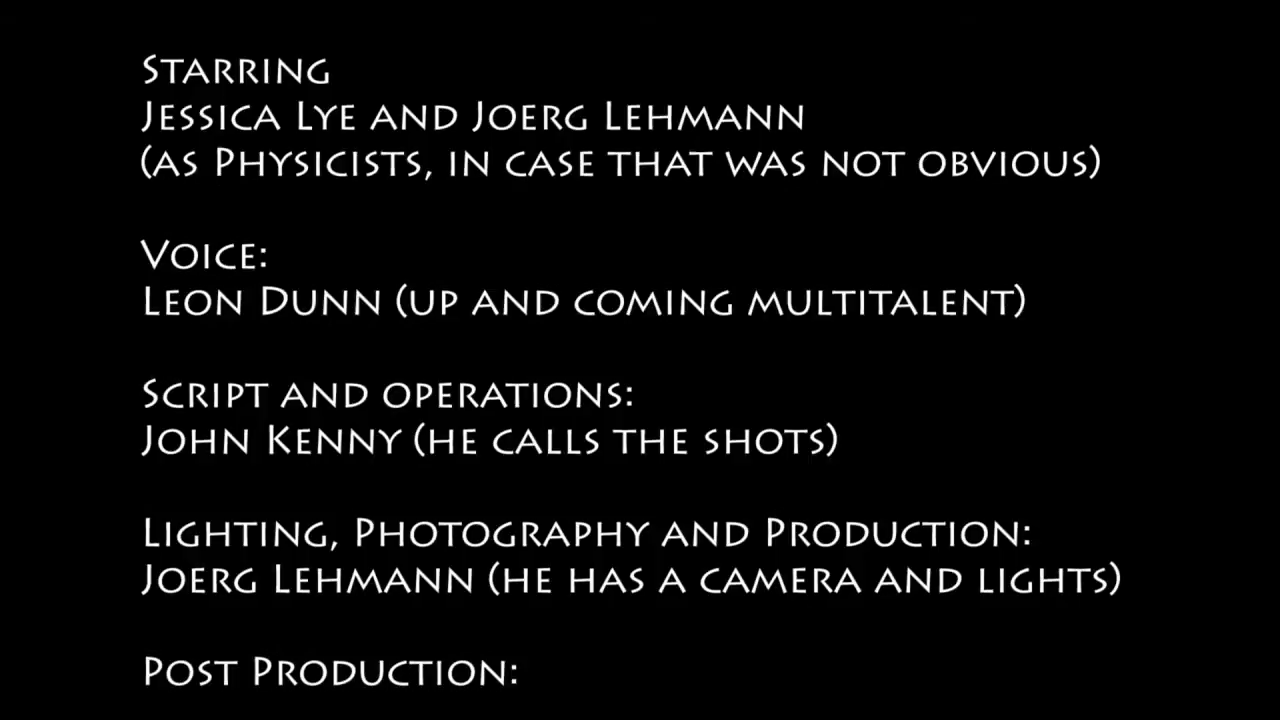 Starring
Jessica Lye and Joerg Lehmann
(as Physicists, in case that was not obvious)
Voice:
Leon Dunn (up and coming multitalent)
Script and operations:
John Kenny (he calls the shots)
Lighting, Photography and Production:
Joerg Lehmann (he has a camera and lights)
Post Production: